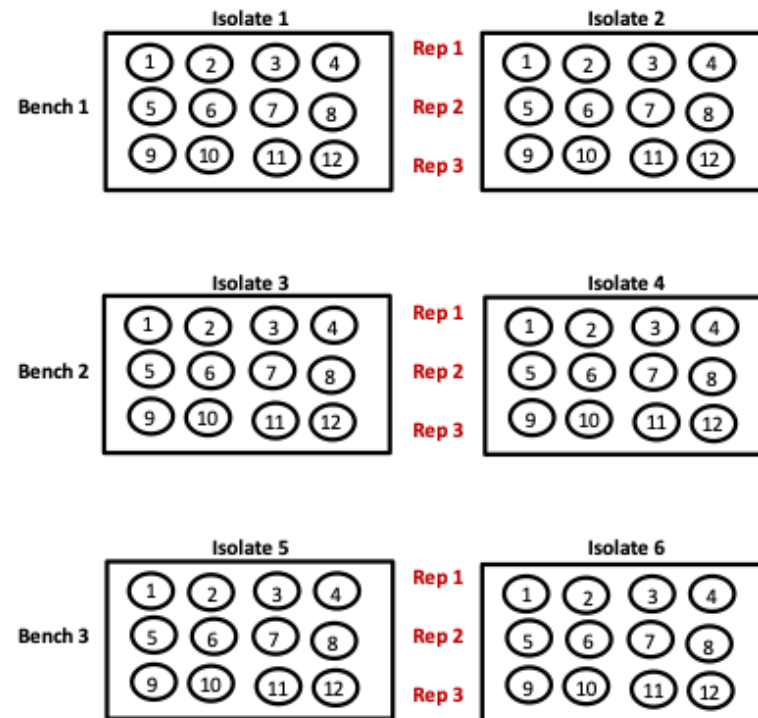 Isolate 1 Isolate 2
1 2 3 4 Rep 1 1 2 3 4
Bench 1 5 6 7 8 Rep 2 5 6 7 8
9 10 11 12 Rep 3 9 10 11 12
Isolate 3 Isolate 4
1 2 3 4 Rep 1 1 2 3 4
Bench 2 5 6 7 8 Rep 2 5 6 7 8
9 10 11 12 Rep 3 9 10 11 12
Isolate 5 Isolate 6
1 2 3 4 Rep 1 1 2 3 4
Bench 3 5 6 7 8 Rep 2 5 6 7 8
9 10 11 12 Rep 3 9 10 11 12